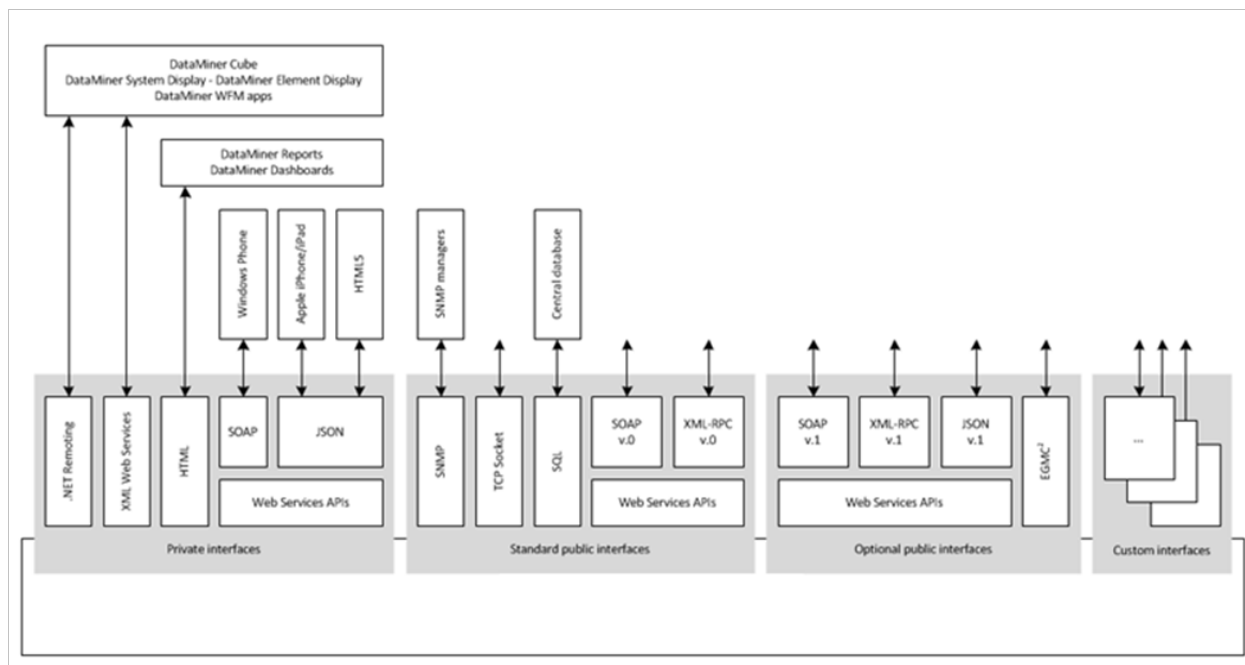 DataMiner Cube
DataMiner System Display - DataMiner Element Display
DataMiner WFM apps
DataMiner Reports
DataMiner Dashboards
Windows Phone
Apple iPhone/iPad
HTML5
SNMP managers
Central database
.NET Remoting
XML Web Services
HTML
SOAP
JSON
Web Services APIs
Private interfaces
SNMP
TCP Socket
SQL
SOAP
v.0
XML-RPC
v.0
Web Services APIs
Standard public interfaces
SOAP
v.1
XML-RPC
v.1
JSON
v.1
Web Services APIs
EGMC²
Optional public interfaces
...
Custom interfaces